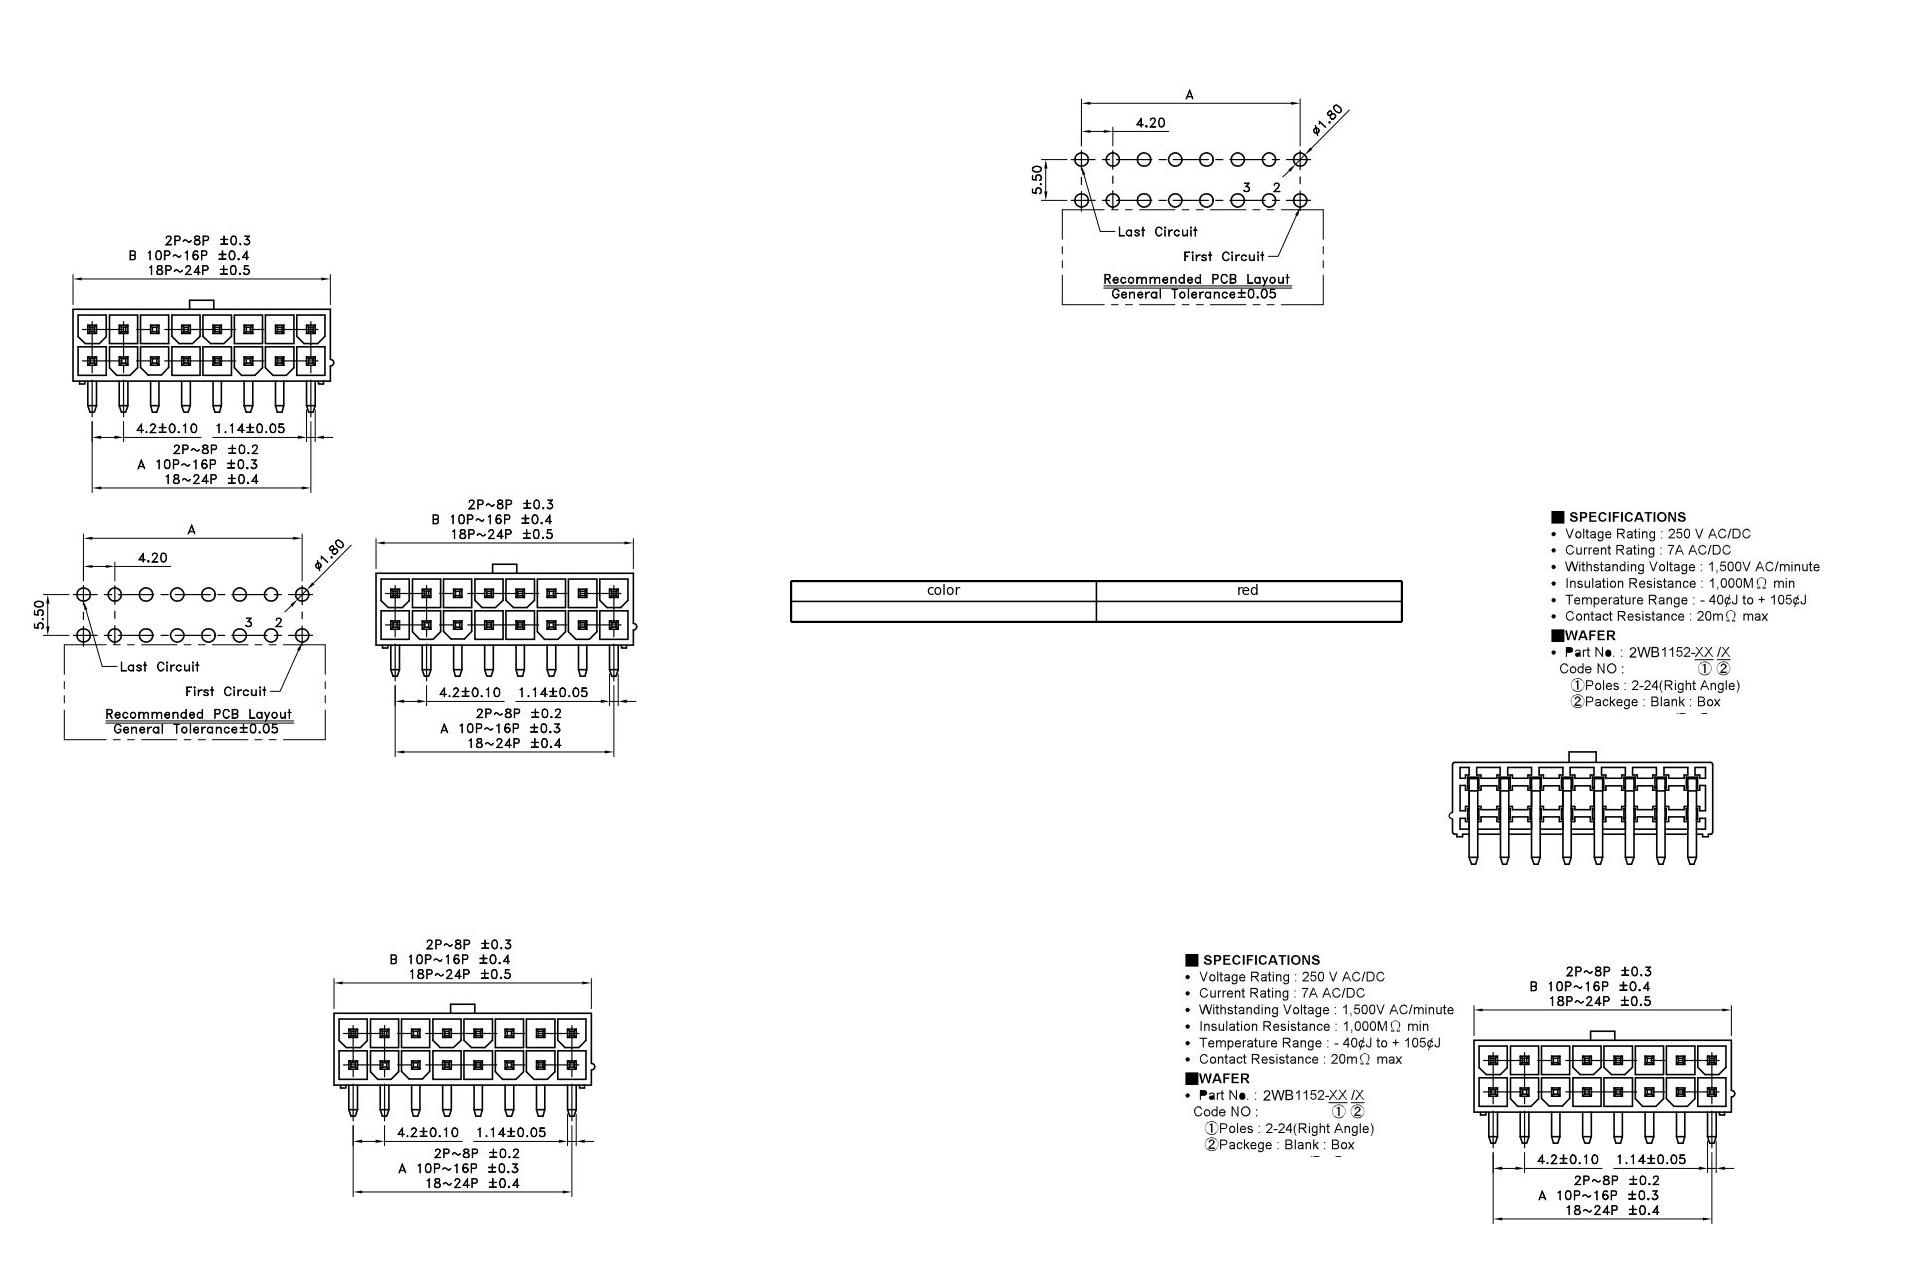 A
4.20
ø1.80
5.50
3 2
Last Circuit
First Circuit
Recommended PCB Layout
General Tolerance±0.05
2P~8P ±0.3
B 10P~16P ±0.4
18P~24P ±0.5
4.2±0.10 1.14±0.05
2P~8P ±0.2
A 10P~16P ±0.3
18~24P ±0.4
A
4.20
ø1.80
5.50
3 2
Last Circuit
First Circuit
Recommended PCB Layout
General Tolerance±0.05
2P~8P ±0.3
B 10P~16P ±0.4
18P~24P ±0.5
4.2±0.10 1.14±0.05
2P~8P ±0.2
A 10P~16P ±0.3
18~24P ±0.4
color red
■ SPECIFICATIONS
• Voltage Rating : 250 V AC/DC
• Current Rating : 7A AC/DC
• Withstanding Voltage : 1,500V AC/minute
• Insulation Resistance : 1,000MΩ min
• Temperature Range : - 40¢J to + 105¢J
• Contact Resistance : 20mΩ max
■WAFER
• Part No. : 2WB1152-XX /X
Code NO : ① ②
①Poles : 2-24(Right Angle)
②Packege : Blank : Box
2P~8P ±0.3
B 10P~16P ±0.4
18P~24P ±0.5
4.2±0.10 1.14±0.05
2P~8P ±0.2
A 10P~16P ±0.3
18~24P ±0.4
■ SPECIFICATIONS
• Voltage Rating : 250 V AC/DC
• Current Rating : 7A AC/DC
• Withstanding Voltage : 1,500V AC/minute
• Insulation Resistance : 1,000MΩ min
• Temperature Range : - 40¢J to + 105¢J
• Contact Resistance : 20mΩ max
■WAFER
• Part No. : 2WB1152-XX /X
Code NO : ① ②
①Poles : 2-24(Right Angle)
②Packege : Blank : Box
2P~8P ±0.3
B 10P~16P ±0.4
18P~24P ±0.5
4.2±0.10 1.14±0.05
2P~8P ±0.2
A 10P~16P ±0.3
18~24P ±0.4